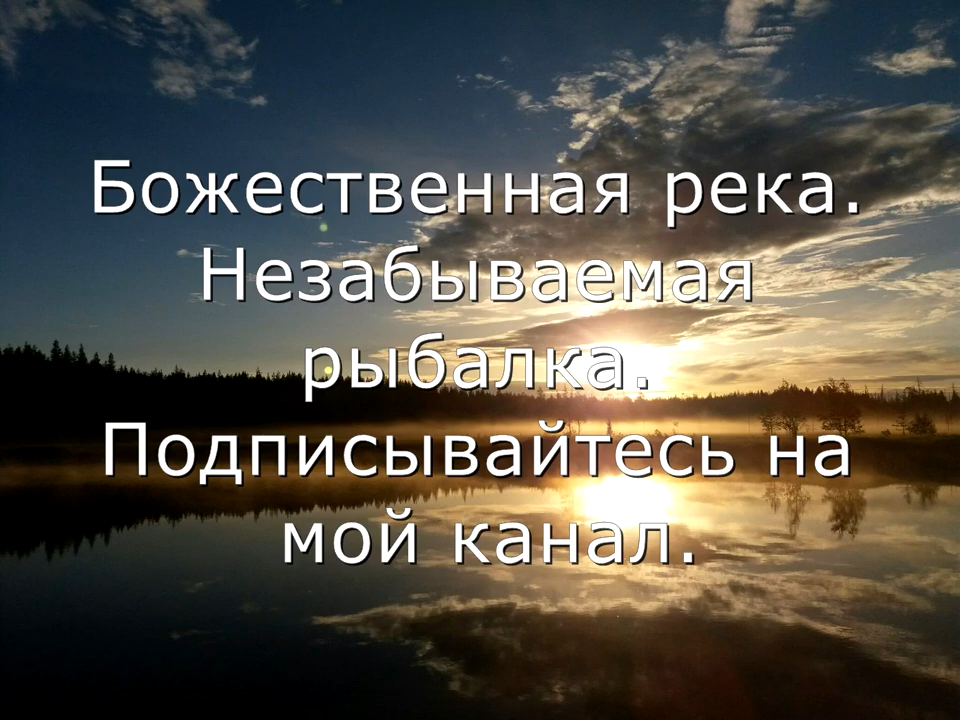 Божественная река.
Незабываемая
рыбалка.
Подписывайтесь на
мой канал.